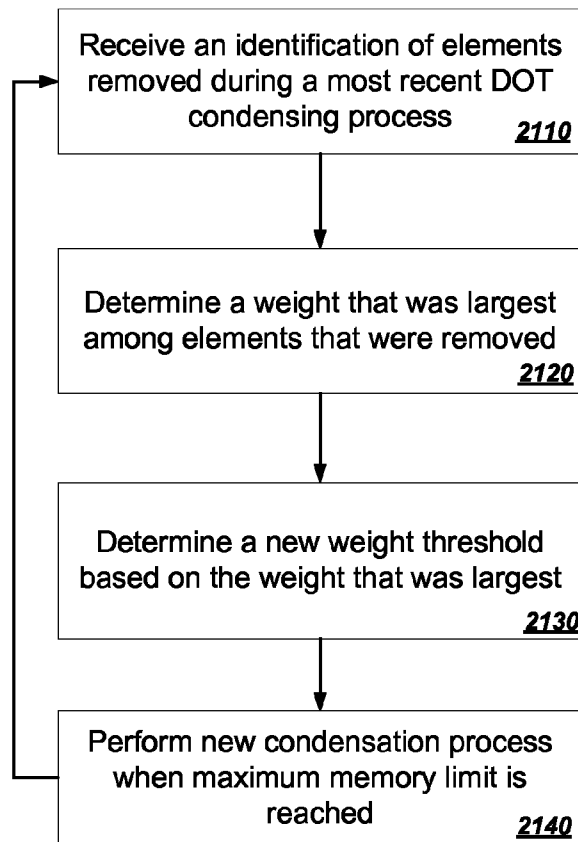 Receive an identification of elements
removed during a most recent DOT
condensing process
2110
Determine a weight that was largest
among elements that were removed
2120
Determine a new weight threshold
based on the weight that was largest
2130
Perform new condensation process
when maximum memory limit is
reached
2140